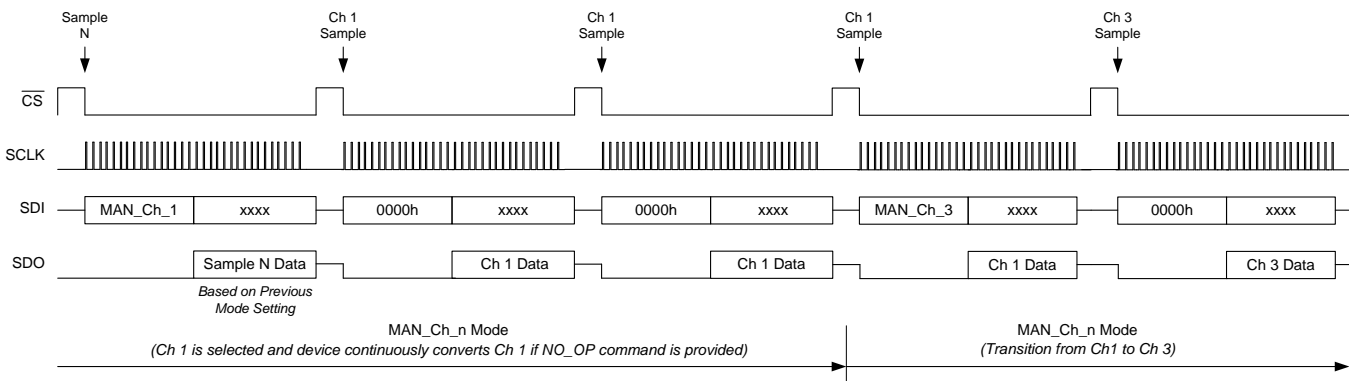 Sample
N
Ch 1
Sample
Ch 1
Sample
Ch 1
Sample
Ch 3
Sample
CS
SCLK
SDI
MAN_Ch_1
xxxx
0000h
xxxx
0000h
xxxx
MAN_Ch_3
xxxx
0000h
xxxx
SDO
Sample N Data
Ch 1 Data
Ch 1 Data
Ch 1 Data
Ch 3 Data
Based on Previous
Mode Setting
MAN_Ch_n Mode
(Ch 1 is selected and device continuously converts Ch 1 if NO_OP command is provided)
MAN_Ch_n Mode
(Transition from Ch1 to Ch 3)